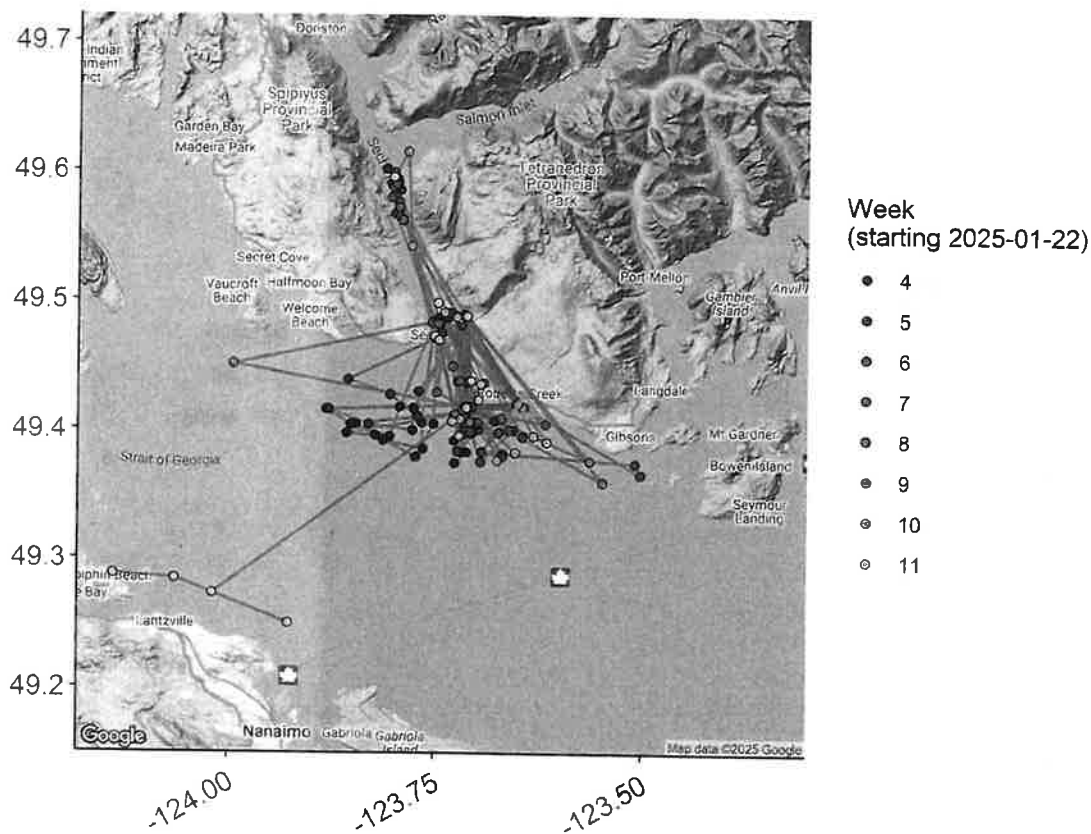 49.7
49.6
49.5
49.4
49.3
49.2
Doriston
Spipiyus
Provincial
Park
Garden Bay
Madeira Park
Salmon Inlet
Tetrahedron
Provincial
Park
Secret Cove
Vaucroft
Beach
Halfmoon Bay
Welcome
Beach
Port Mellon
Gambier
Island
Langdale
Gibsons
Mt Gardner
Bowen Island
Seymour
Landing
Strait of Georgia
Lantzville
Nanaimo
Gabriola
Gabriola
Island
Google
Map data ©2025 Google
-124.00
-123.75
-123.50
Week
(starting 2025-01-22)
4
5
6
7
8
9
10
11